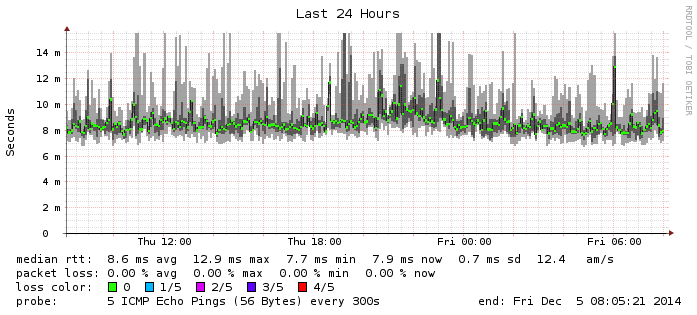 Last 24 Hours
RRDTOOL / TOBI OETIKER
Seconds
14 m
12 m
10 m
8 m
6 m
4 m
2 m
0
Thu 12:00 Thu 18:00 Fri 00:00 Fri 06:00
median rtt: 8.6 ms avg 12.9 ms max 7.7 ms min 7.9 ms now 0.7 ms sd 12.4 am/s
packet loss: 0.00 % avg 0.00 % max 0.00 % min 0.00 % now
loss color: 0 1/5 2/5 3/5 4/5
probe: 5 ICMP Echo Pings (56 Bytes) every 300s end: Fri Dec 5 08:05:21 2014